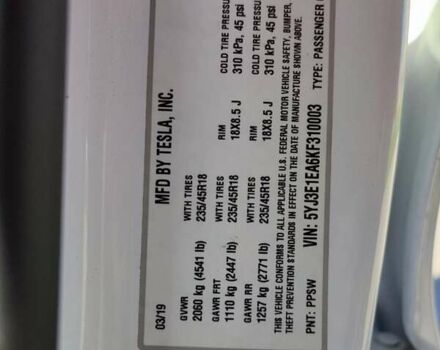 MFD BY TESLA, INC.
03/19
GVWR WITH TIRES RIM COLD TIRE PRESSU
2060 kg (4541 lb) 235/45R18 18X8.5 J 310 kPa, 45 psi
GAWR FRT WITH TIRES RIM COLD TIRE PRESSU
1110 kg (2447 lb) 235/45R18 18X8.5 J 310 kPa, 45 psi
GAWR RR WITH TIRES
1257 kg (2771 lb) 235/45R18
THIS VEHICLE CONFORMS TO ALL APPLICABLE U.S. FEDERAL MOTOR VEHICLE SAFETY, BUMPER,
THEFT PREVENTION STANDARDS IN EFFECT ON THE DATE OF MANUFACTURE SHOWN ABOVE.
PNT: PPSW VIN: 5YJ3E1EA6KF310003 TYPE: PASSENGER